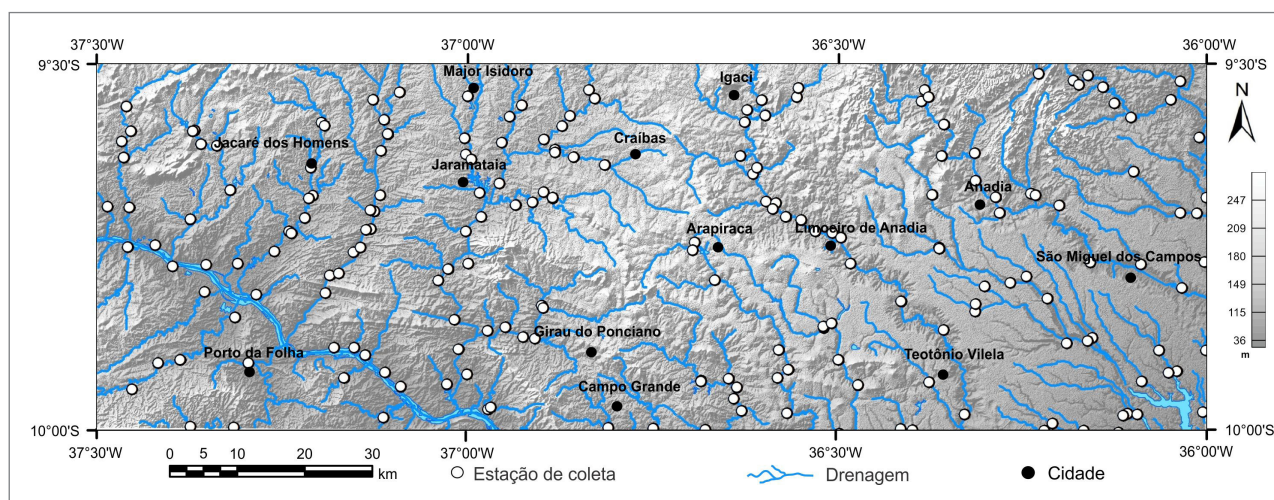 37°30'W 37°00'W 36°30'W 36°00'W
9°30'S 9°30'S
Major Isidoro
Igaci
N
Craíbas
Jacaré dos Homens
Jaramataia
Anadia
247
Arapiraca
Limoeiro de Anadia
209
São Miguel dos Campos
180
149
115
Girau do Ponciano
36
m
Porto da Folha
Teotônio Vilela
Campo Grande
10°00'S 10°00'S
37°30'W 37°00'W 36°30'W 36°00'W
0 5 10 20 30
km
Estação de coleta
Drenagem
Cidade